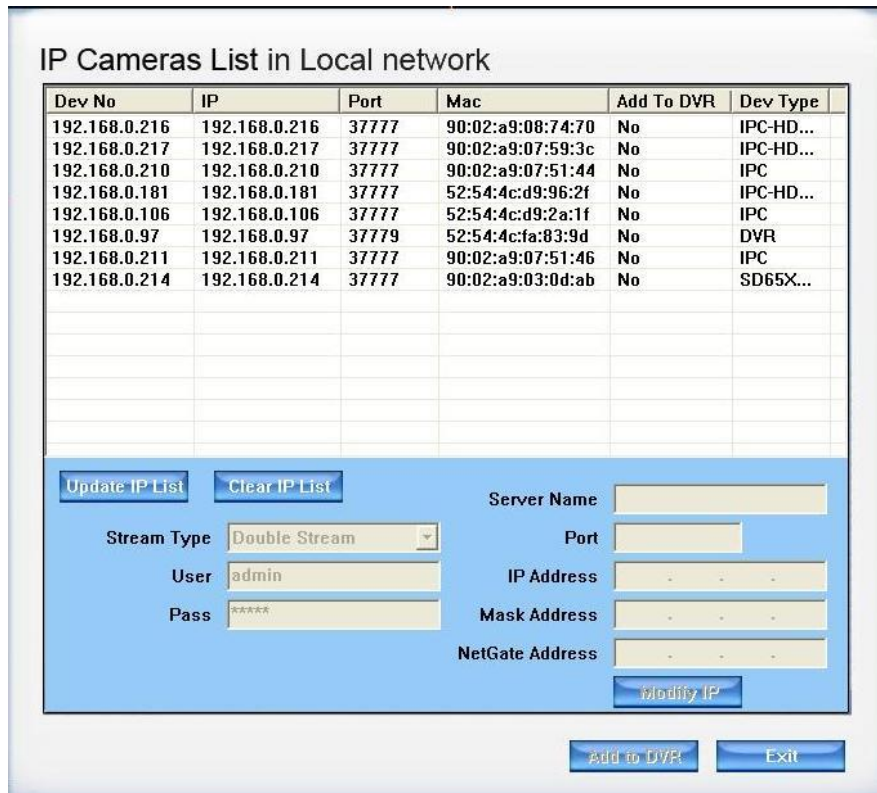 IP Cameras List in Local network
Dev No IP Port Mac Add To DVR Dev Type
192.168.0.216 192.168.0.216 37777 90:02:a9:08:74:70 No IPC-HD...
192.168.0.217 192.168.0.217 37777 90:02:a9:07:59:3c No IPC-HD...
192.168.0.210 192.168.0.210 37777 90:02:a9:07:51:44 No IPC
192.168.0.181 192.168.0.181 37777 52:54:4c:d9:96:2f No IPC-HD...
192.168.0.106 192.168.0.106 37777 52:54:4c:d9:2a:1f No IPC
192.168.0.97 192.168.0.97 37779 52:54:4c:fa:83:9d No DVR
192.168.0.211 192.168.0.211 37777 90:02:a9:07:51:46 No IPC
192.168.0.214 192.168.0.214 37777 90:02:a9:03:0d:ab No SD65X...
Update IP List Clear IP List
Stream Type Double Stream
User admin
Pass *****
Server Name
Port
IP Address . . .
Mask Address . . .
NetGate Address . . .
Modify IP
Add to DVR Exit